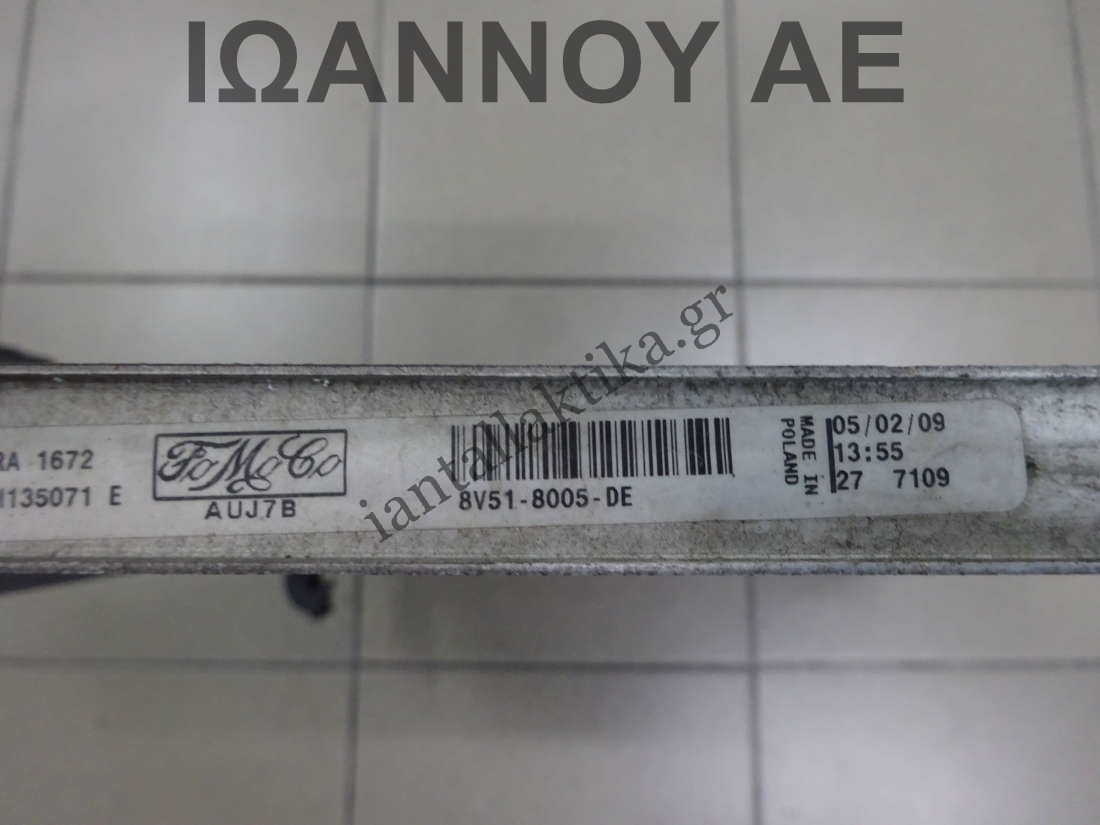 ΙΩΑΝΝΟΥ ΑΕ
iantallaktika.gr
RA 1672
135071 E
FoMoCo
AUJ7B
8V51-8005-DE
MADE IN
POLAND
05/02/09
13:55
27 7109